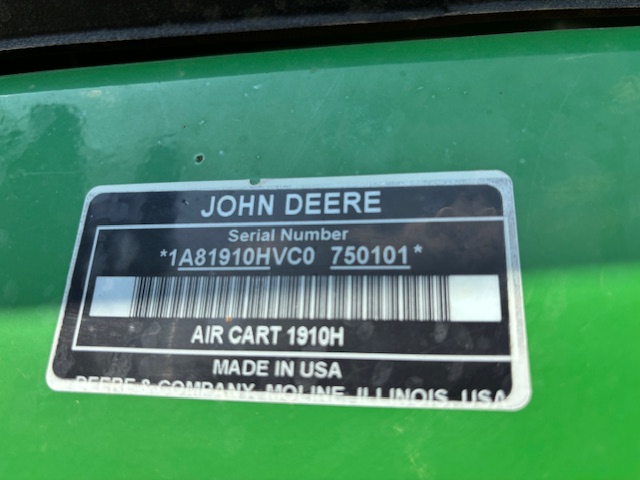 JOHN DEERE
Serial Number
*1A81910HVC0 750101*
AIR CART 1910H
MADE IN USA
DEERE & COMPANY, MOLINE, ILLINOIS, USA